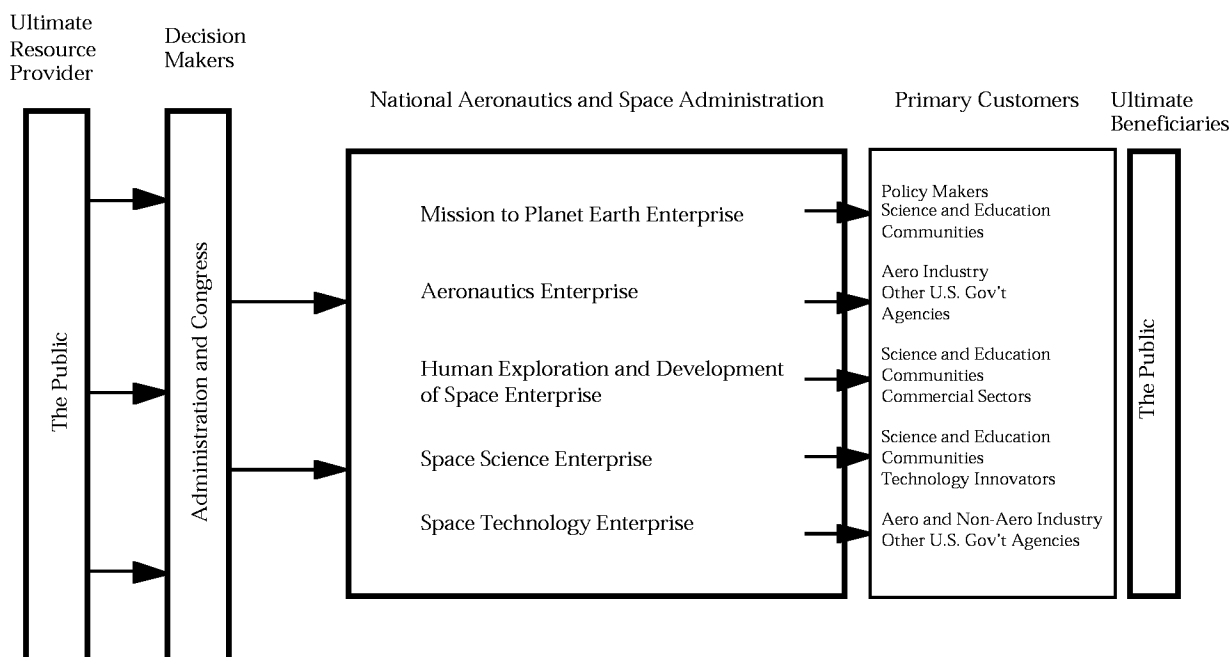 Ultimate
Resource
Provider
Decision
Makers
National Aeronautics and Space Administration
Primary Customers
Ultimate
Beneficiaries
The Public
Administration and Congress
Mission to Planet Earth Enterprise
Aeronautics Enterprise
Human Exploration and Development
of Space Enterprise
Space Science Enterprise
Space Technology Enterprise
Policy Makers
Science and Education
Communities
Aero Industry
Other U.S. Gov't
Agencies
Science and Education
Communities
Commercial Sectors
Science and Education
Communities
Technology Innovators
Aero and Non-Aero Industry
Other U.S. Gov't Agencies
The Public